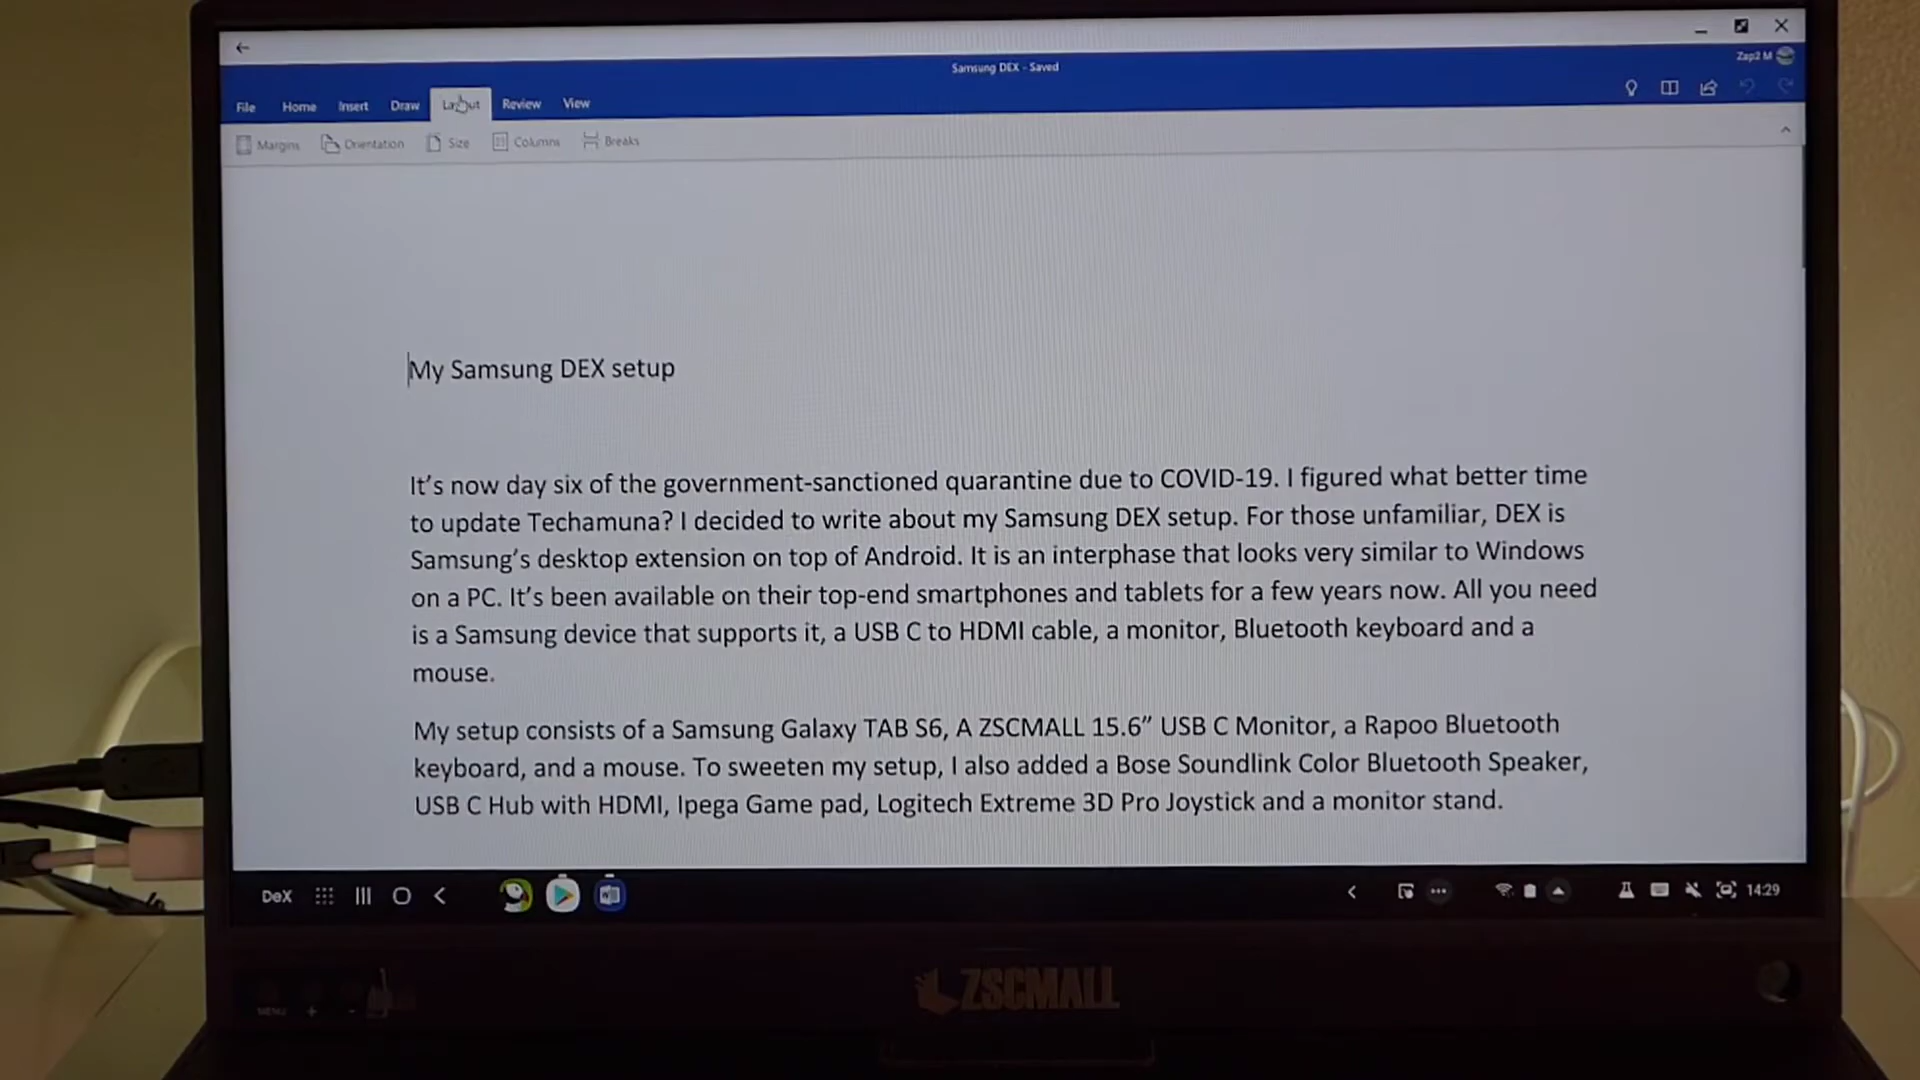 Samsung DEX - Saved
Zap2 M
File Home Insert Draw Layout Review View
Margins Orientation Size Columns Breaks
My Samsung DEX setup
It’s now day six of the government-sanctioned quarantine due to COVID-19. I figured what better time
to update Techamuna? I decided to write about my Samsung DEX setup. For those unfamiliar, DEX is
Samsung’s desktop extension on top of Android. It is an interphase that looks very similar to Windows
on a PC. It’s been available on their top-end smartphones and tablets for a few years now. All you need
is a Samsung device that supports it, a USB C to HDMI cable, a monitor, Bluetooth keyboard and a
mouse.
My setup consists of a Samsung Galaxy TAB S6, A ZSCMALL 15.6” USB C Monitor, a Rapoo Bluetooth
keyboard, and a mouse. To sweeten my setup, I also added a Bose Soundlink Color Bluetooth Speaker,
USB C Hub with HDMI, Ipega Game pad, Logitech Extreme 3D Pro Joystick and a monitor stand.
DeX 14:29
ZSCMALL
MENU + -